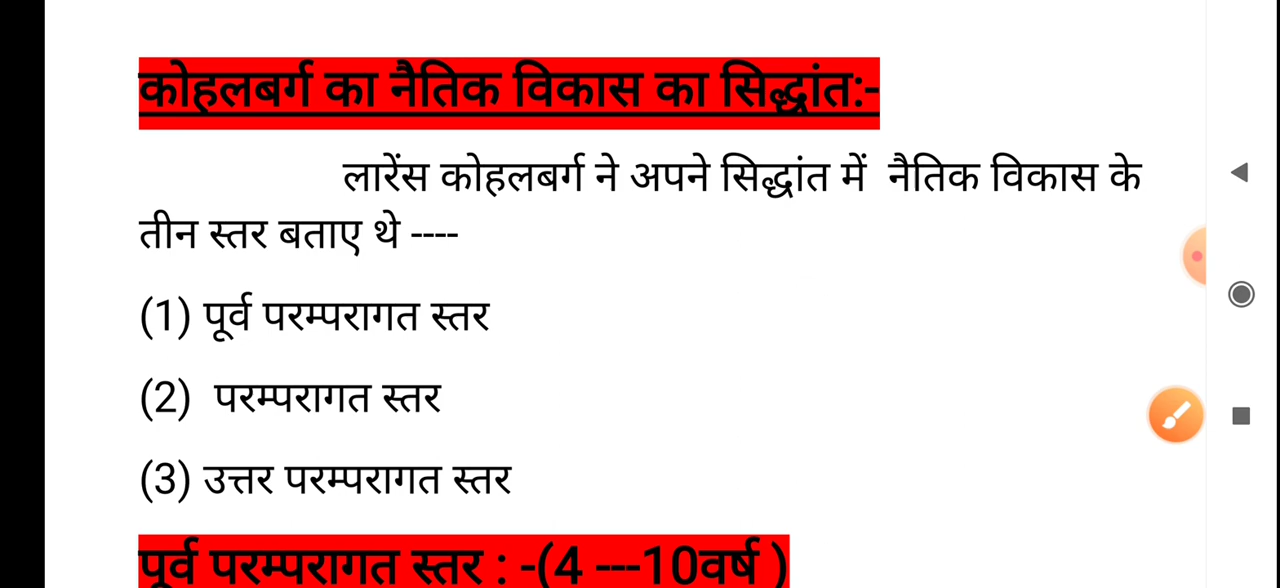 कोहलबर्ग का नैतिक विकास का सिद्धांत:-
लारेंस कोहलबर्ग ने अपने सिद्धांत में नैतिक विकास के
तीन स्तर बताए थे ----
(1) पूर्व परम्परागत स्तर
(2) परम्परागत स्तर
(3) उत्तर परम्परागत स्तर
पूर्व परम्परागत स्तर : -(4 ---10वर्ष )